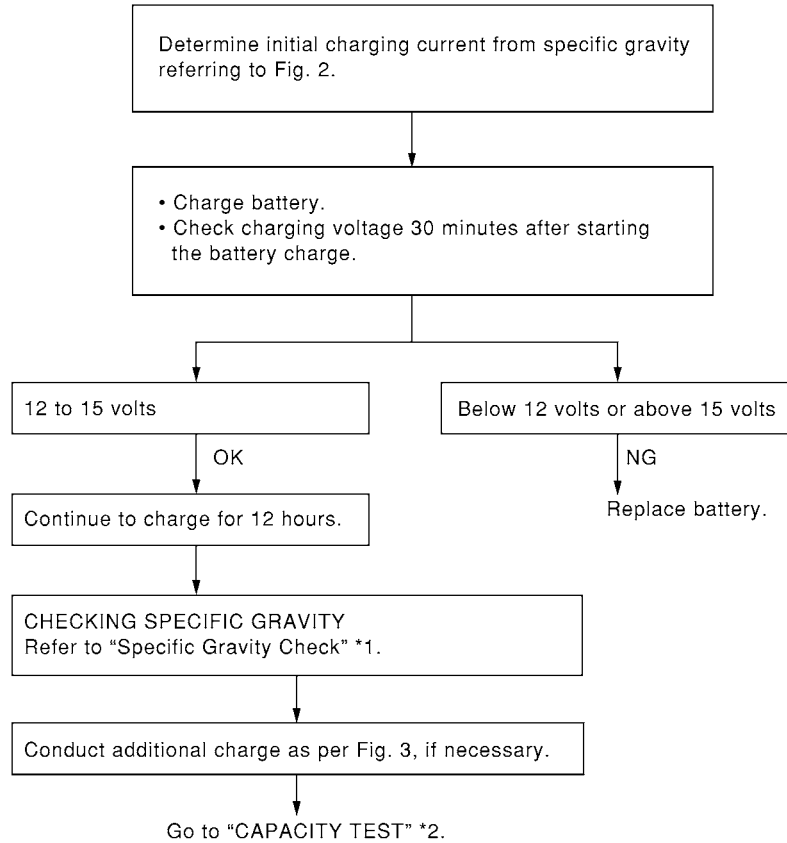 Determine initial charging current from specific gravity
referring to Fig. 2.
• Charge battery.
• Check charging voltage 30 minutes after starting
the battery charge.
12 to 15 volts
Below 12 volts or above 15 volts
OK
NG
Continue to charge for 12 hours.
Replace battery.
CHECKING SPECIFIC GRAVITY
Refer to “Specific Gravity Check” *1.
Conduct additional charge as per Fig. 3, if necessary.
Go to “CAPACITY TEST” *2.